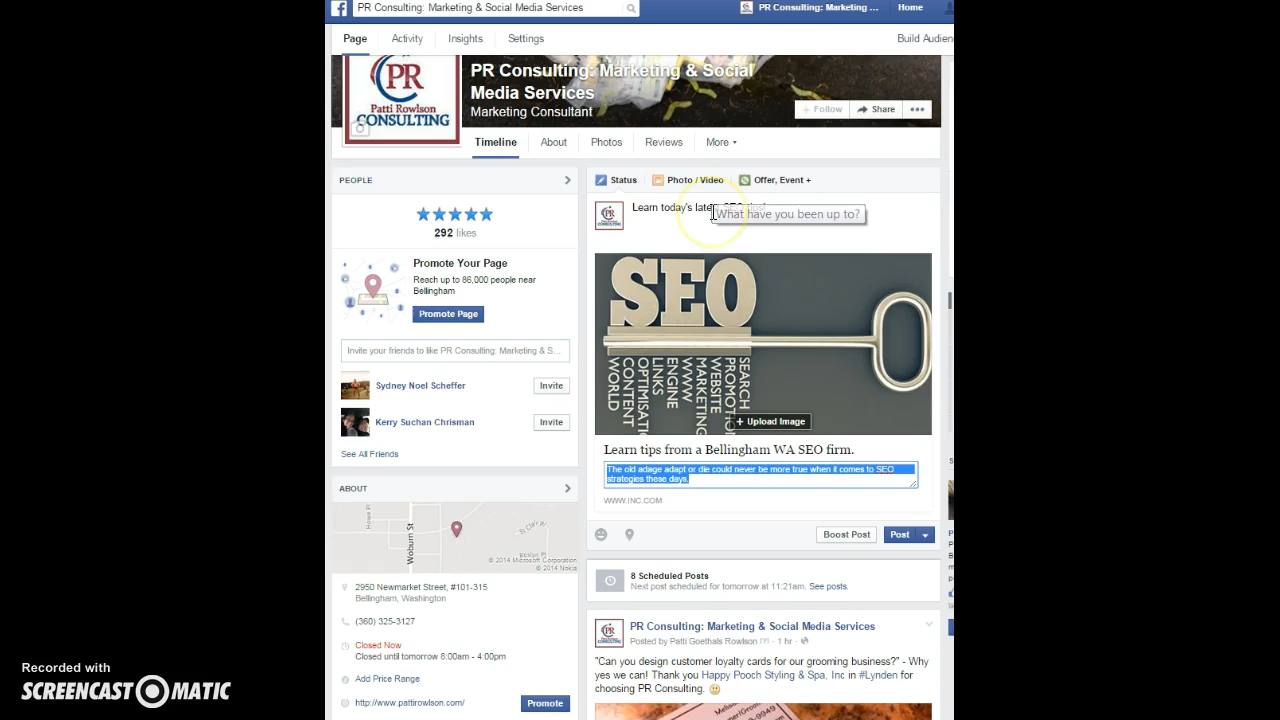 PR Consulting: Marketing & Social Media Services
PR Consulting: Marketing ...
Home
Page
Activity
Insights
Settings
Build Audien
PR
Patti Rowlson
CONSULTING
PR Consulting: Marketing & Social
Media Services
Marketing Consultant
+ Follow
Share
•••
Timeline
About
Photos
Reviews
More
PEOPLE
292 likes
Promote Your Page
Reach up to 86,000 people near
Bellingham
Promote Page
Invite your friends to like PR Consulting: Marketing & S...
Sydney Noel Scheffer
Invite
Kerry Suchan Chrisman
Invite
See All Friends
ABOUT
Woburn St
© 2014 Microsoft Corporation
© 2014 Nokia
2950 Newmarket Street, #101-315
Bellingham, Washington
(360) 325-3127
Closed Now
Closed until tomorrow 8:00am - 4:00pm
Add Price Range
http://www.pattirowlson.com/
Promote
Status
Photo / Video
Offer, Event +
Learn today's latest SEO tips!
What have you been up to?
SEO
WORLD
CONTENT
OPTIMISATI
LINKS
ENGINE
WWW
MARKETING
WEBSITE
PROMOTIO
SEARCH
+ Upload Image
Learn tips from a Bellingham WA SEO firm.
The old adage adapt or die could never be more true when it comes to SEO
strategies these days.
WWW.INC.COM
Boost Post
Post
8 Scheduled Posts
Next post scheduled for tomorrow at 11:21am. See posts.
PR Consulting: Marketing & Social Media Services
Posted by Patti Goethals Rowlson [?] · 1 hr ·
"Can you design customer loyalty cards for our grooming business?" - Why
yes we can! Thank you Happy Pooch Styling & Spa, Inc in #Lynden for
choosing PR Consulting.
Recorded with
SCREENCAST MATIC